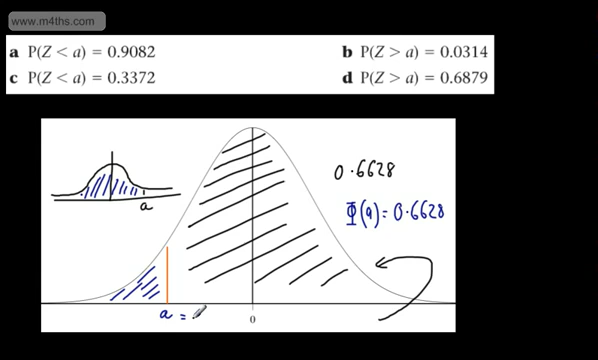 www.m4ths.com
a P(Z < a) = 0.9082 b P(Z > a) = 0.0314
c P(Z < a) = 0.3372 d P(Z > a) = 0.6879
0.6628
Φ(a) = 0.6628
a
a =
0